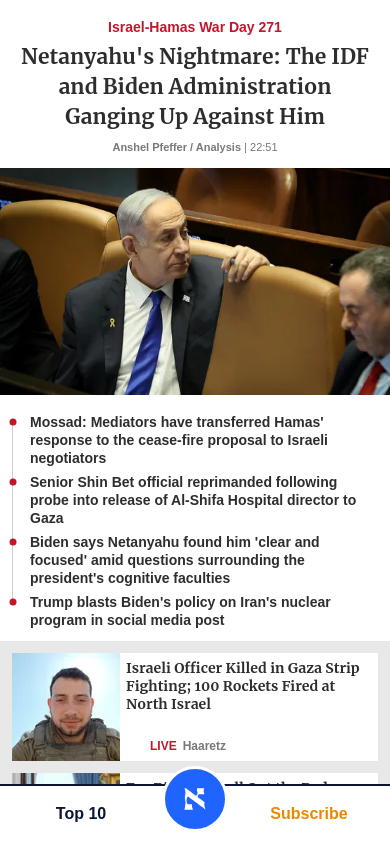 Israel-Hamas War Day 271
Netanyahu's Nightmare: The IDF
and Biden Administration
Ganging Up Against Him
Anshel Pfeffer / Analysis | 22:51
Mossad: Mediators have transferred Hamas'
response to the cease-fire proposal to Israeli
negotiators
Senior Shin Bet official reprimanded following
probe into release of Al-Shifa Hospital director to
Gaza
Biden says Netanyahu found him 'clear and
focused' amid questions surrounding the
president's cognitive faculties
Trump blasts Biden's policy on Iran's nuclear
program in social media post
Israeli Officer Killed in Gaza Strip
Fighting; 100 Rockets Fired at
North Israel
LIVE Haaretz
Top 10
Subscribe